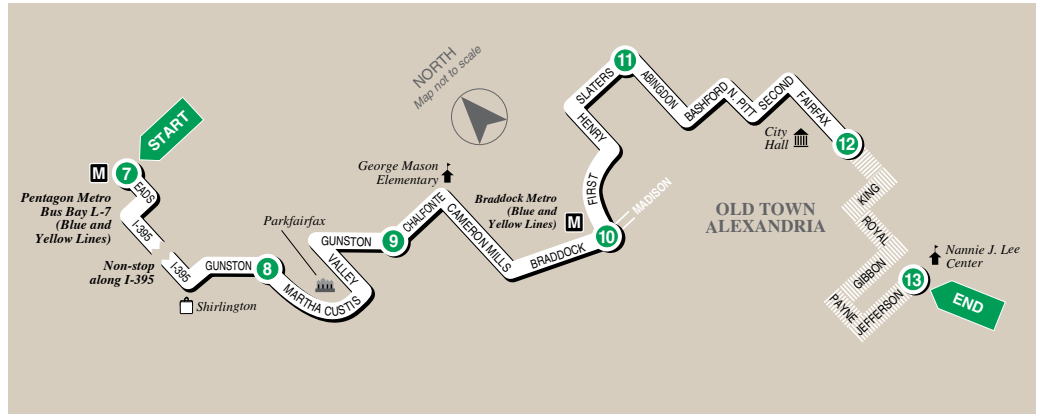 NORTH
Map not to scale
START
M
7
Pentagon Metro
Bus Bay L-7
(Blue and
Yellow Lines)
EADS
I-395
Non-stop
along I-395
I-395
Shirlington
GUNSTON
8
MARTHA CUSTIS
Parkfairfax
VALLEY
GUNSTON
9
CHALFONTE
George Mason
Elementary
CAMERON MILLS
BRADDOCK
Braddock Metro
(Blue and
Yellow Lines)
M
10
MADISON
FIRST
HENRY
SLATERS
11
ABINGDON
BASHFORD
N. PITT
SECOND
FAIRFAX
City
Hall
12
OLD TOWN
ALEXANDRIA
KING
ROYAL
GIBBON
PAYNE
JEFFERSON
13
Nannie J. Lee
Center
END